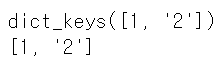 dict_keys([1, '2'])
[1, '2']